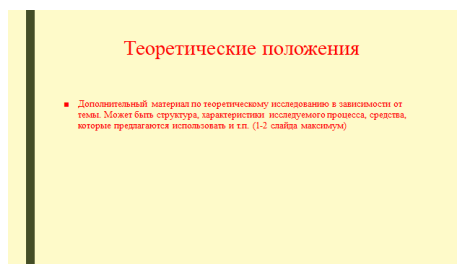 Теоретические положения
Дополнительный материал по теоретическому исследованию в зависимости от
темы. Может быть структура, характеристики исследуемого процесса, средства,
которые предлагаются использовать и т.п. (1-2 слайда максимум)